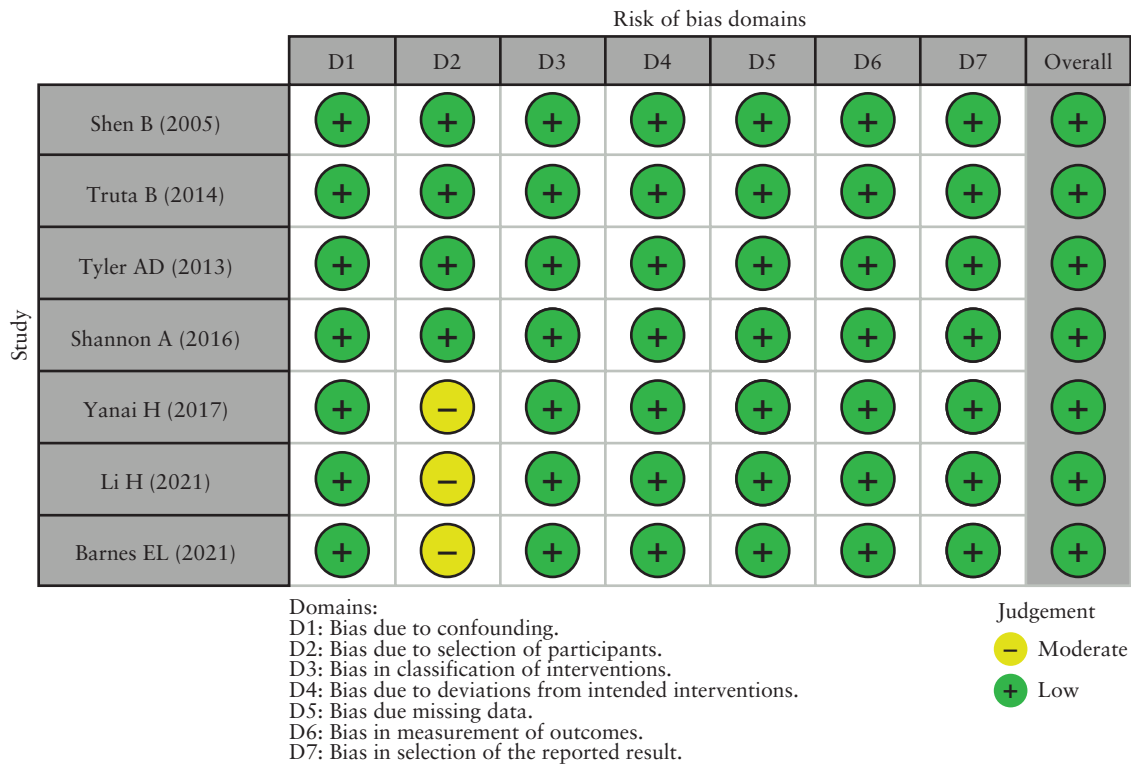 Risk of bias domains
D1 D2 D3 D4 D5 D6 D7 Overall
Study
Shen B (2005) + + + + + + + +
Truta B (2014) + + + + + + + +
Tyler AD (2013) + + + + + + + +
Shannon A (2016) + + + + + + + +
Yanai H (2017) + − + + + + + +
Li H (2021) + − + + + + + +
Barnes EL (2021) + − + + + + + +
Domains:
D1: Bias due to confounding.
D2: Bias due to selection of participants.
D3: Bias in classification of interventions.
D4: Bias due to deviations from intended interventions.
D5: Bias due missing data.
D6: Bias in measurement of outcomes.
D7: Bias in selection of the reported result.
Judgement
− Moderate
+ Low